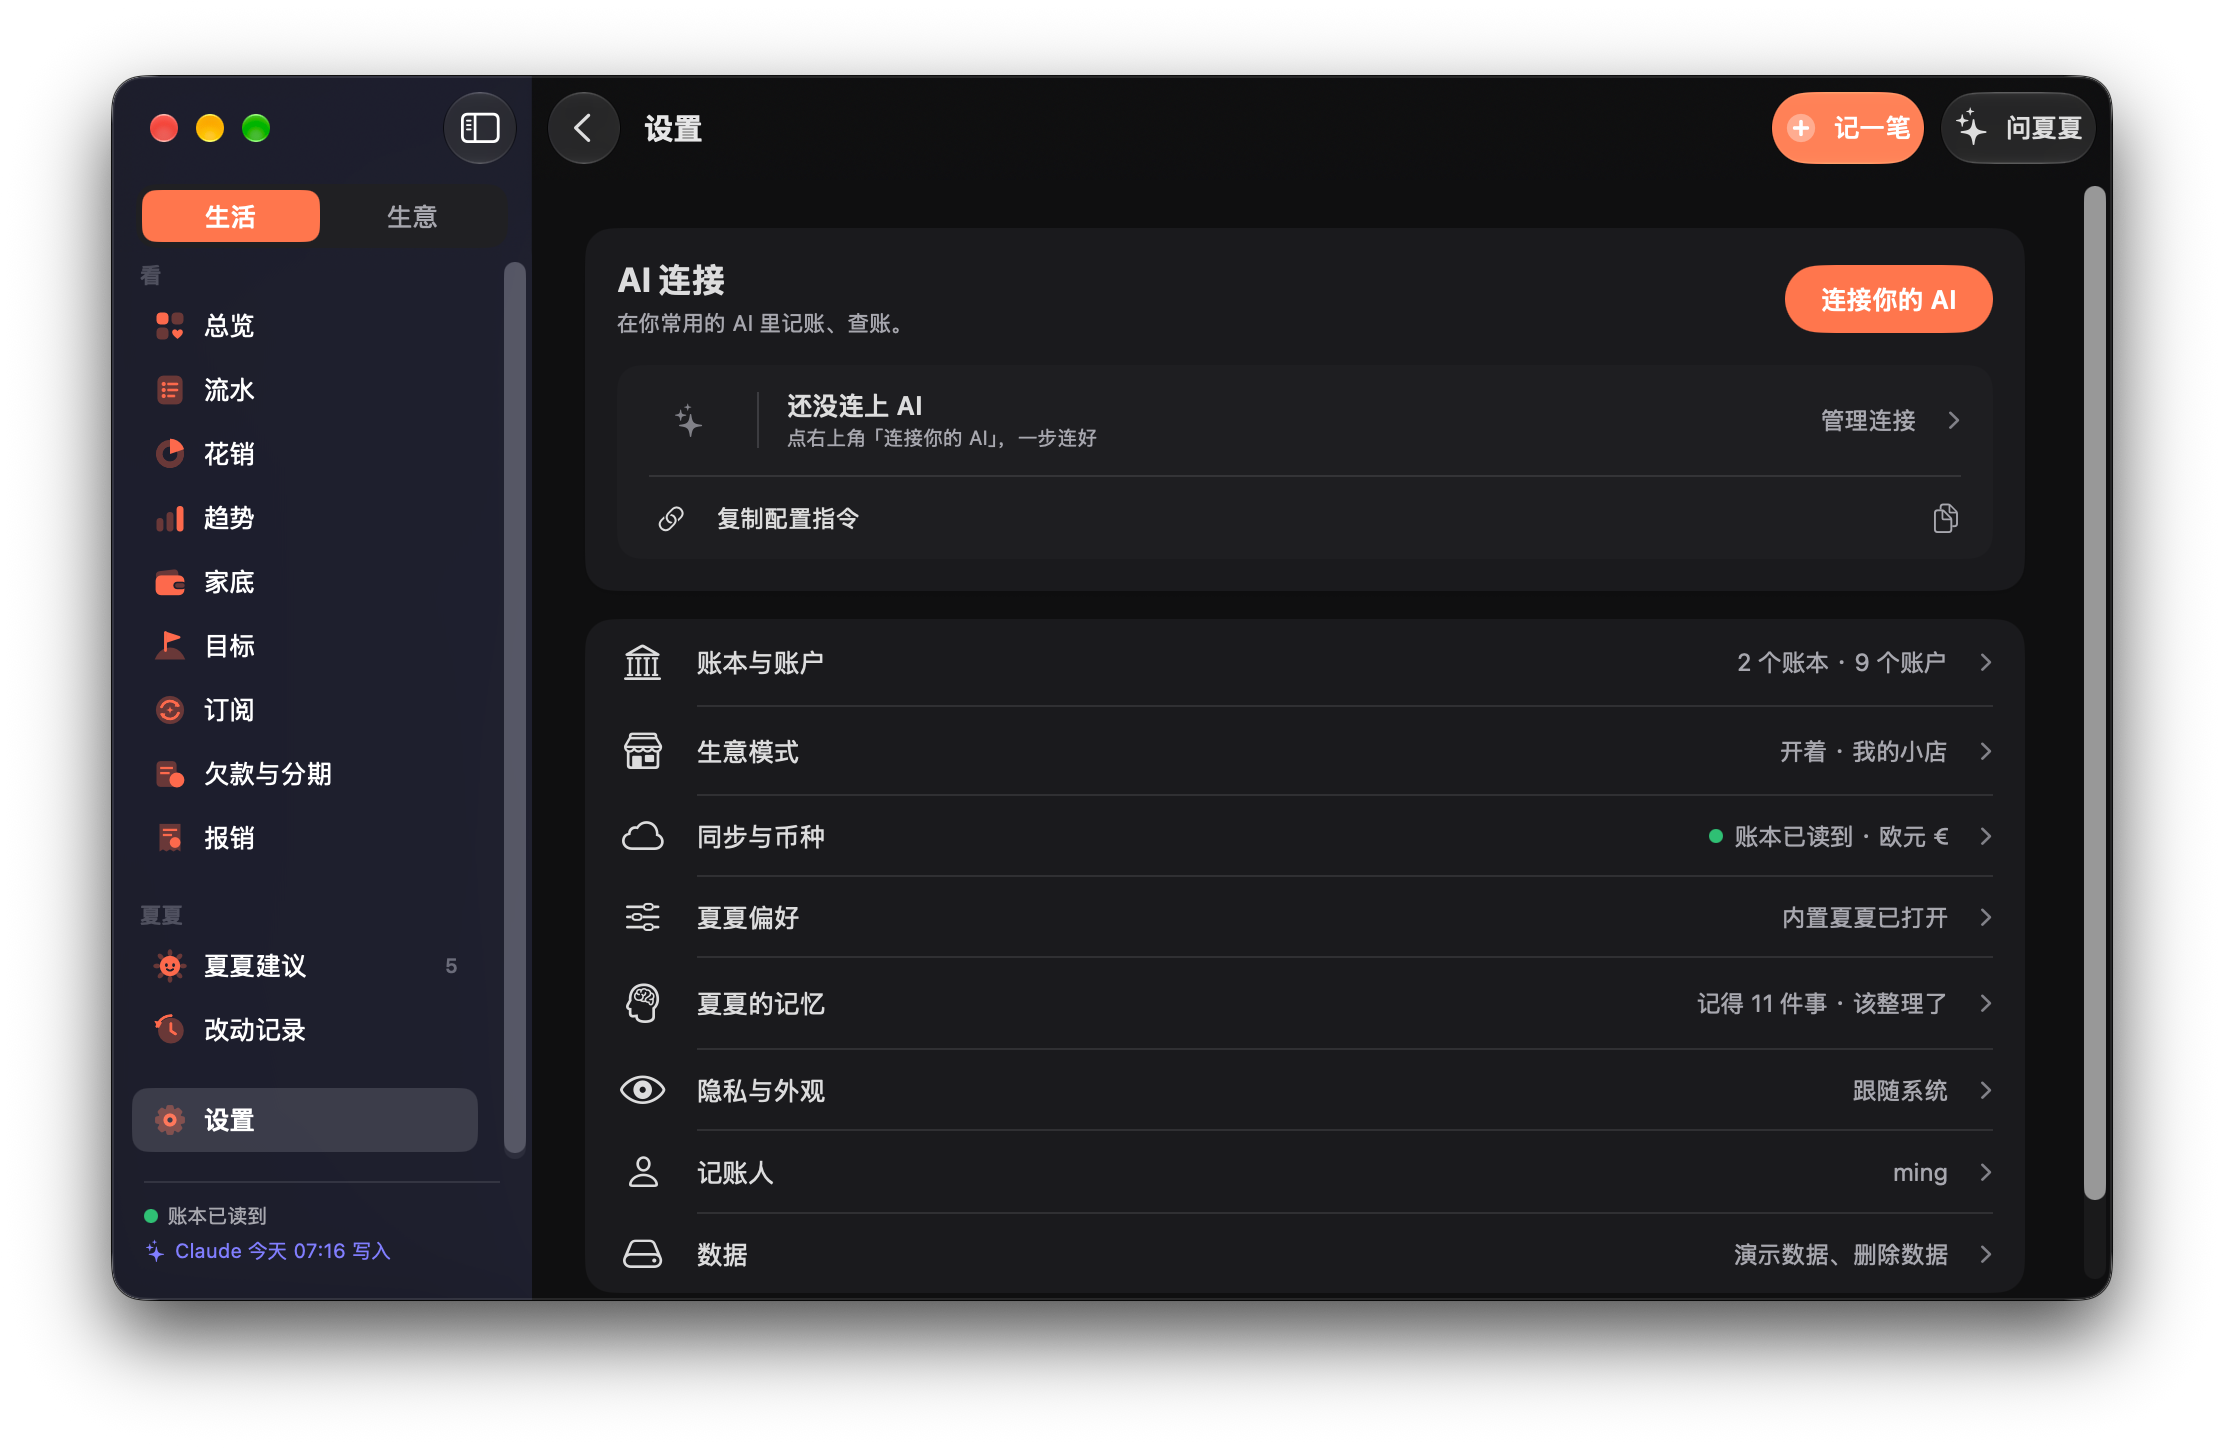 设置
记一笔
问夏夏
生活
生意
看
总览
流水
花销
趋势
家底
目标
订阅
欠款与分期
报销
夏夏
夏夏建议 5
改动记录
设置
账本已读到
Claude 今天 07:16 写入
AI 连接
在你常用的 AI 里记账、查账。
连接你的 AI
还没连上 AI
点右上角「连接你的 AI」，一步连好
管理连接
复制配置指令
账本与账户 2 个账本 · 9 个账户
生意模式 开着 · 我的小店
同步与币种 账本已读到 · 欧元 €
夏夏偏好 内置夏夏已打开
夏夏的记忆 记得 11 件事 · 该整理了
隐私与外观 跟随系统
记账人 ming
数据 演示数据、删除数据